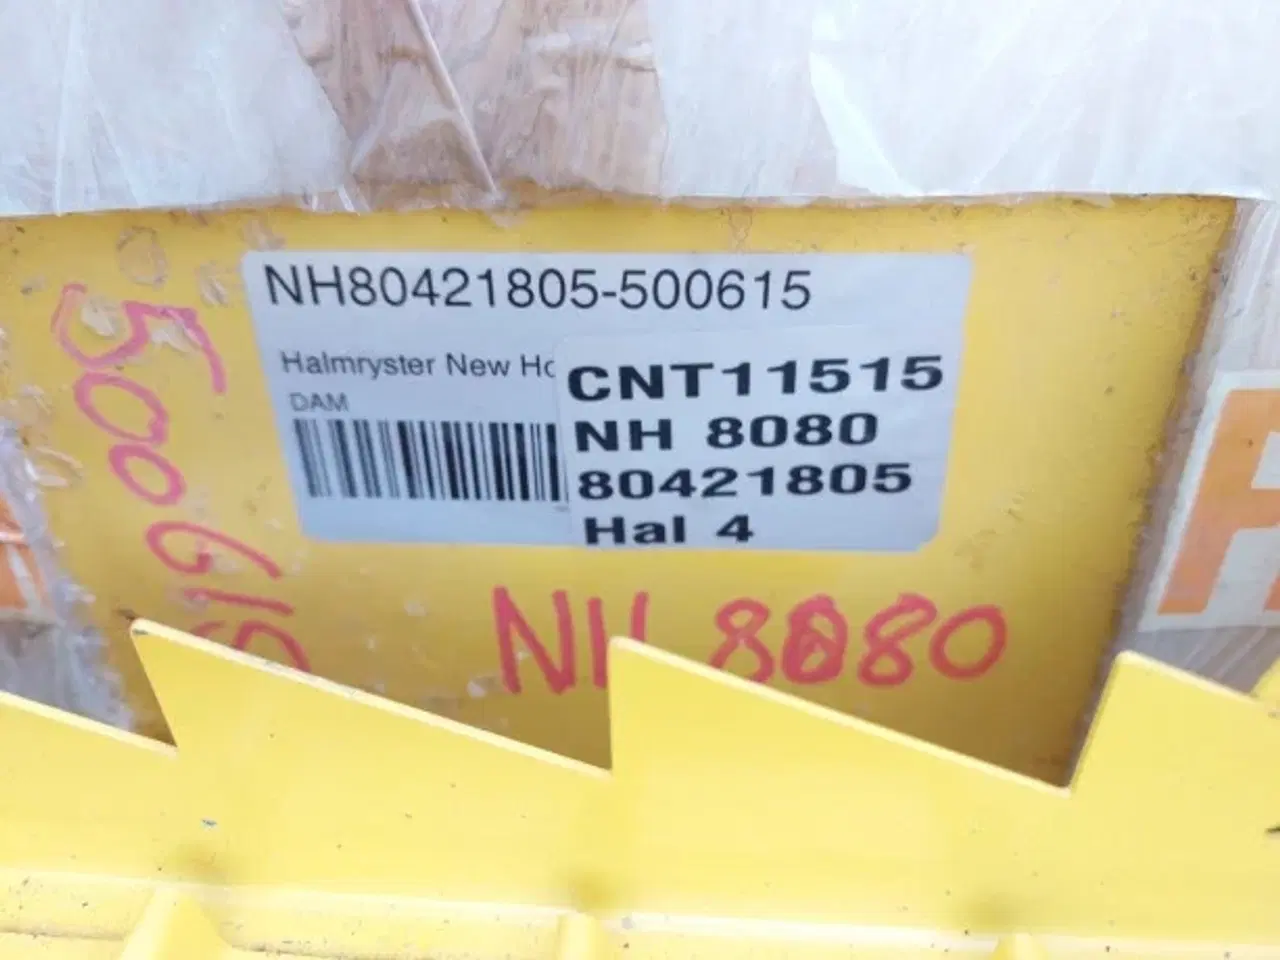 NH80421805-500615
Halmryster New Ho
DAM
CNT11515
NH 8080
80421805
Hal 4
500615
NH 8080